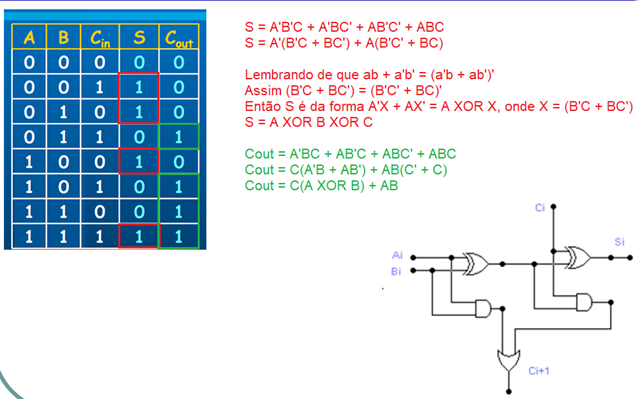 A B Cin S Cout
0 0 0 0 0
0 0 1 1 0
0 1 0 1 0
0 1 1 0 1
1 0 0 1 0
1 0 1 0 1
1 1 0 0 1
1 1 1 1 1
S = A'B'C + A'BC' + AB'C' + ABC
S = A'(B'C + BC') + A(B'C' + BC)
Lembrando de que ab + a'b' = (a'b + ab')'
Assim (B'C + BC') = (B'C' + BC)'
Então S é da forma A'X + AX' = A XOR X, onde X = (B'C + BC')
S = A XOR B XOR C
Cout = A'BC + AB'C + ABC' + ABC
Cout = C(A'B + AB') + AB(C' + C)
Cout = C(A XOR B) + AB
Ci
Si
Ai
Bi
Ci+1